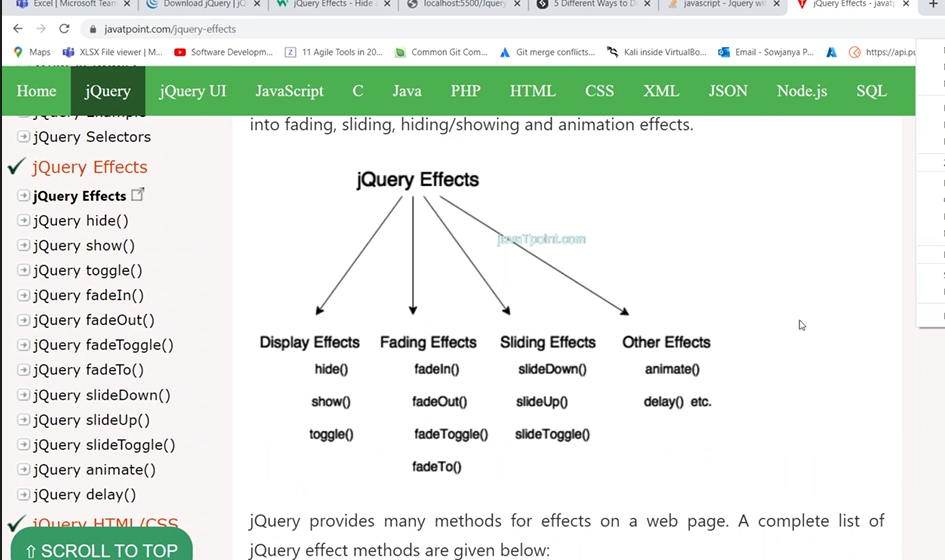 Excel | Microsoft Team
Download jQuery | jQ
jQuery Effects - Hide a
localhost:5500/Jquery
5 Different Ways to D
javascript - Jquery wit
jQuery Effects - javatp
javatpoint.com/jquery-effects
Maps
XLSX File viewer | M...
Software Developm...
11 Agile Tools in 20...
Common Git Com...
Git merge conflicts...
Kali inside VirtualBo...
Email - Sowjanya P...
https://api.pu
Home
jQuery
jQuery UI
JavaScript
C
Java
PHP
HTML
CSS
XML
JSON
Node.js
SQL
jQuery Example
jQuery Selectors
jQuery Effects
jQuery Effects
jQuery hide()
jQuery show()
jQuery toggle()
jQuery fadeIn()
jQuery fadeOut()
jQuery fadeToggle()
jQuery fadeTo()
jQuery slideDown()
jQuery slideUp()
jQuery slideToggle()
jQuery animate()
jQuery delay()
jQuery HTML/CSS
⇧ SCROLL TO TOP
into fading, sliding, hiding/showing and animation effects.
jQuery Effects
javaTpoint.com
Display Effects
hide()
show()
toggle()
Fading Effects
fadeIn()
fadeOut()
fadeToggle()
fadeTo()
Sliding Effects
slideDown()
slideUp()
slideToggle()
Other Effects
animate()
delay() etc.
jQuery provides many methods for effects on a web page. A complete list of
jQuery effect methods are given below: